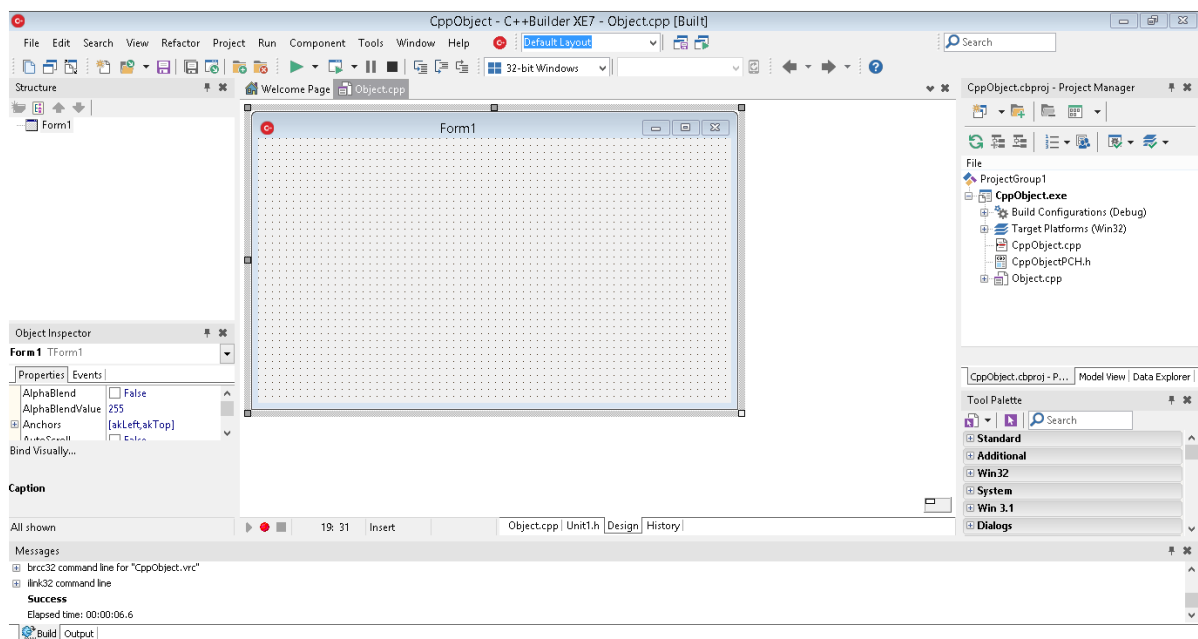 CppObject - C++Builder XE7 - Object.cpp [Built]
File Edit Search View Refactor Project Run Component Tools Window Help Default Layout Search
32-bit Windows
Structure
Form1
Welcome Page Object.cpp
Form1
CppObject.cbproj - Project Manager
File
ProjectGroup1
CppObject.exe
Build Configurations (Debug)
Target Platforms (Win32)
CppObject.cpp
CppObjectPCH.h
Object.cpp
CppObject.cbproj - P... Model View Data Explorer
Object Inspector
Form1 TForm1
Properties Events
AlphaBlend False
AlphaBlendValue 255
Anchors [akLeft,akTop]
AutoScroll False
Bind Visually...
Caption
All shown
Tool Palette
Search
Standard
Additional
Win32
System
Win 3.1
Dialogs
19: 31 Insert
Object.cpp Unit1.h Design History
Messages
brcc32 command line for "CppObject.vrc"
ilink32 command line
Success
Elapsed time: 00:00:06.6
Build Output